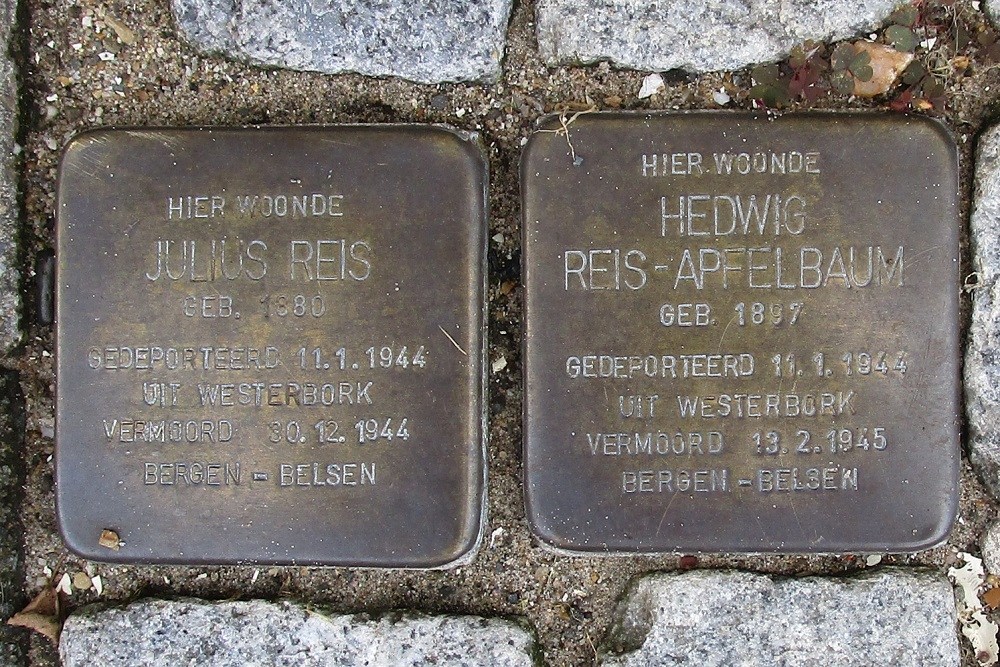 HIER WOONDE
JULIUS REIS
GEB. 1880
GEDEPORTEERD 11.1.1944
UIT WESTERBORK
VERMOORD 30.12.1944
BERGEN - BELSEN
HIER WOONDE
HEDWIG
REIS-APFELBAUM
GEB. 1897
GEDEPORTEERD 11.1.1944
UIT WESTERBORK
VERMOORD 13.2.1945
BERGEN - BELSEN